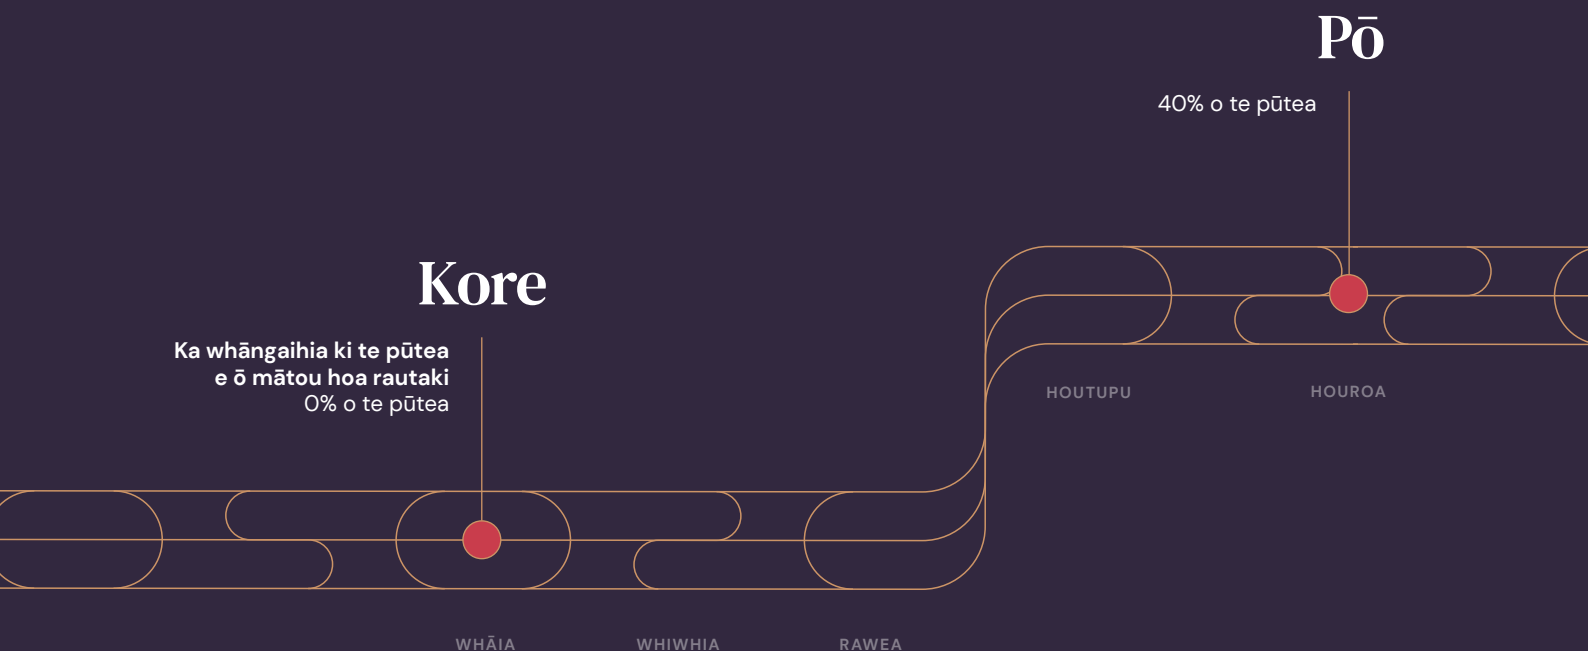 Pō
40% o te pūtea
Kore
Ka whāngaihia ki te pūtea
e ō mātou hoa rautaki
0% o te pūtea
HOUTUPU
HOUROA
WHĀIA
WHIWHIA
RAWEA